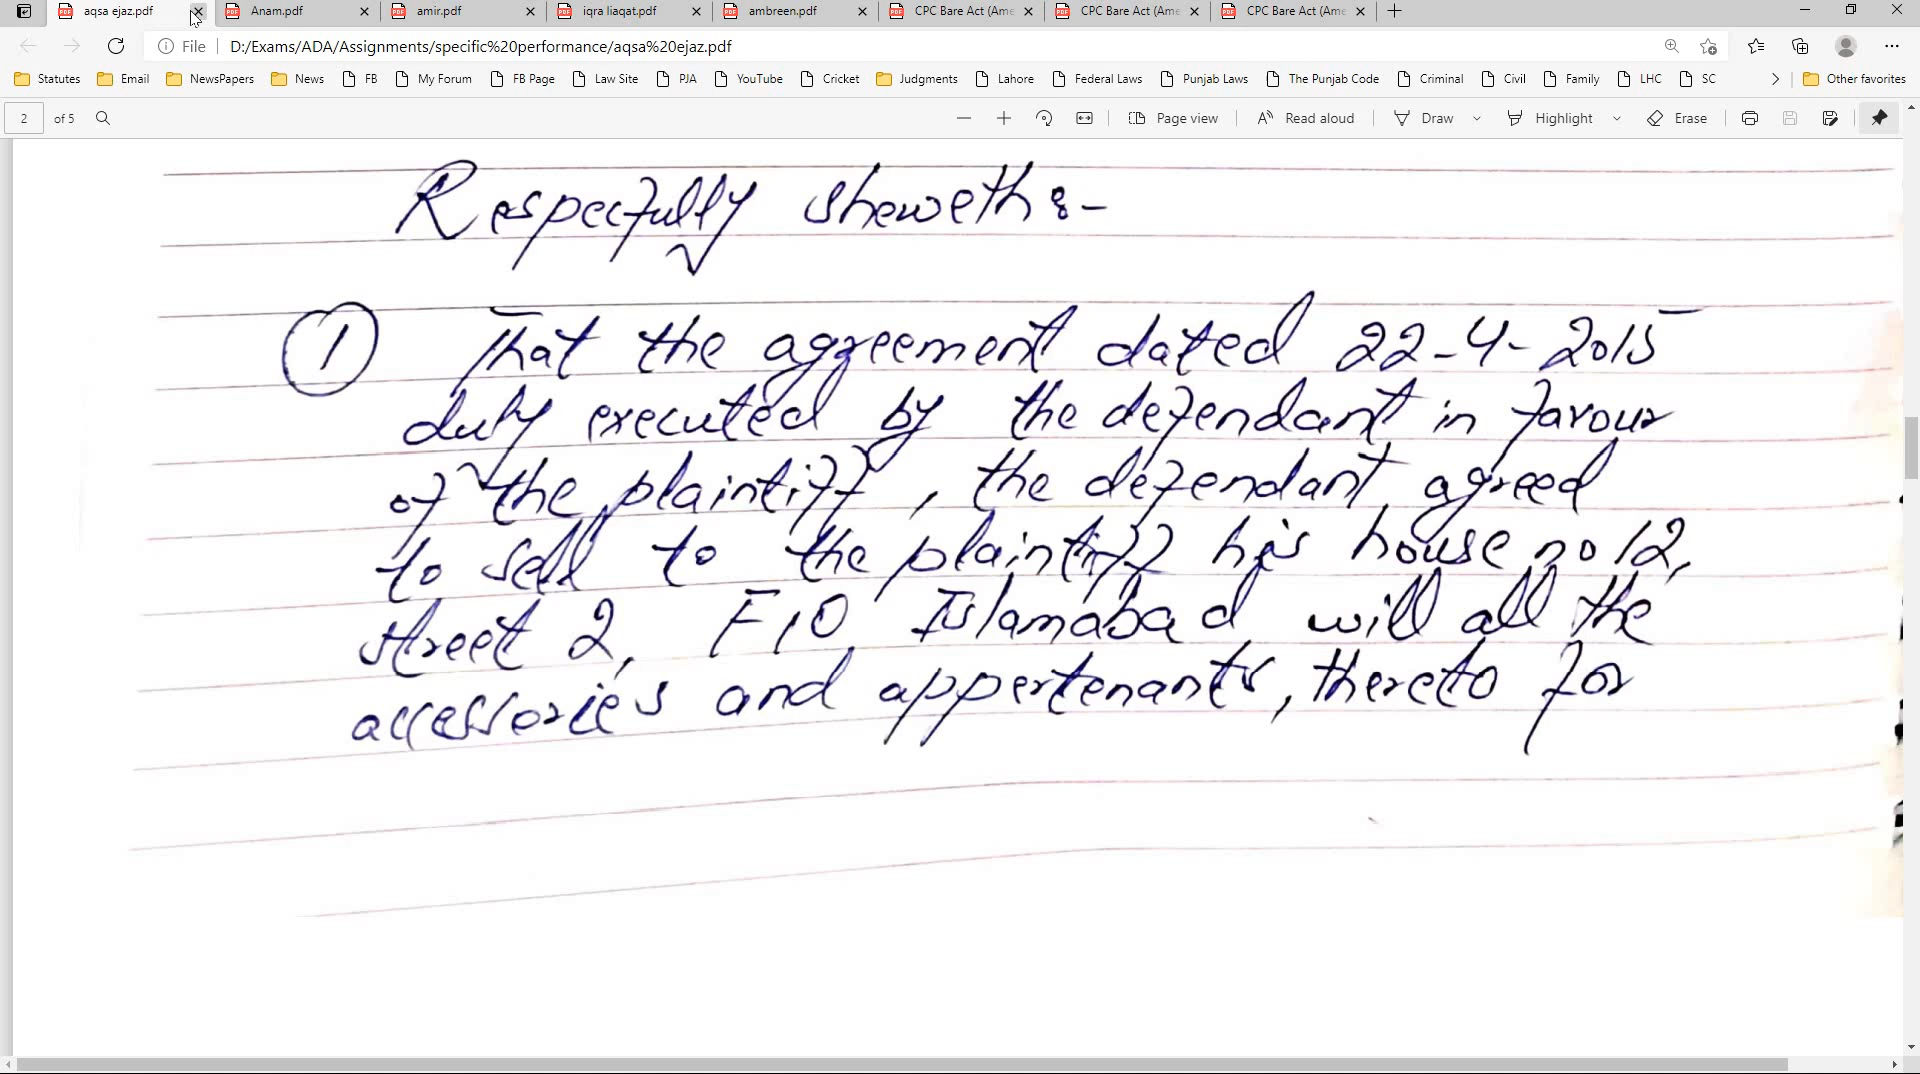 aqsa ejaz.pdf Anam.pdf amir.pdf iqra liaqat.pdf ambreen.pdf CPC Bare Act (Ame CPC Bare Act (Ame CPC Bare Act (Ame
File D:/Exams/ADA/Assignments/specific%20performance/aqsa%20ejaz.pdf
Statutes Email NewsPapers News FB My Forum FB Page Law Site PJA YouTube Cricket Judgments Lahore Federal Laws Punjab Laws The Punjab Code Criminal Civil Family LHC SC Other favorites
2 of 5 Page view Read aloud Draw Highlight Erase
Respecfully sheweth:-
1 That the agreement dated 22-4-2015
duly executed by the defendant in favour
of the plaintiff, the defendant agreed
to sell to the plaintiff his house no 12,
street 2, F10 Islamabad will all the
accessories and appertenants, thereto for